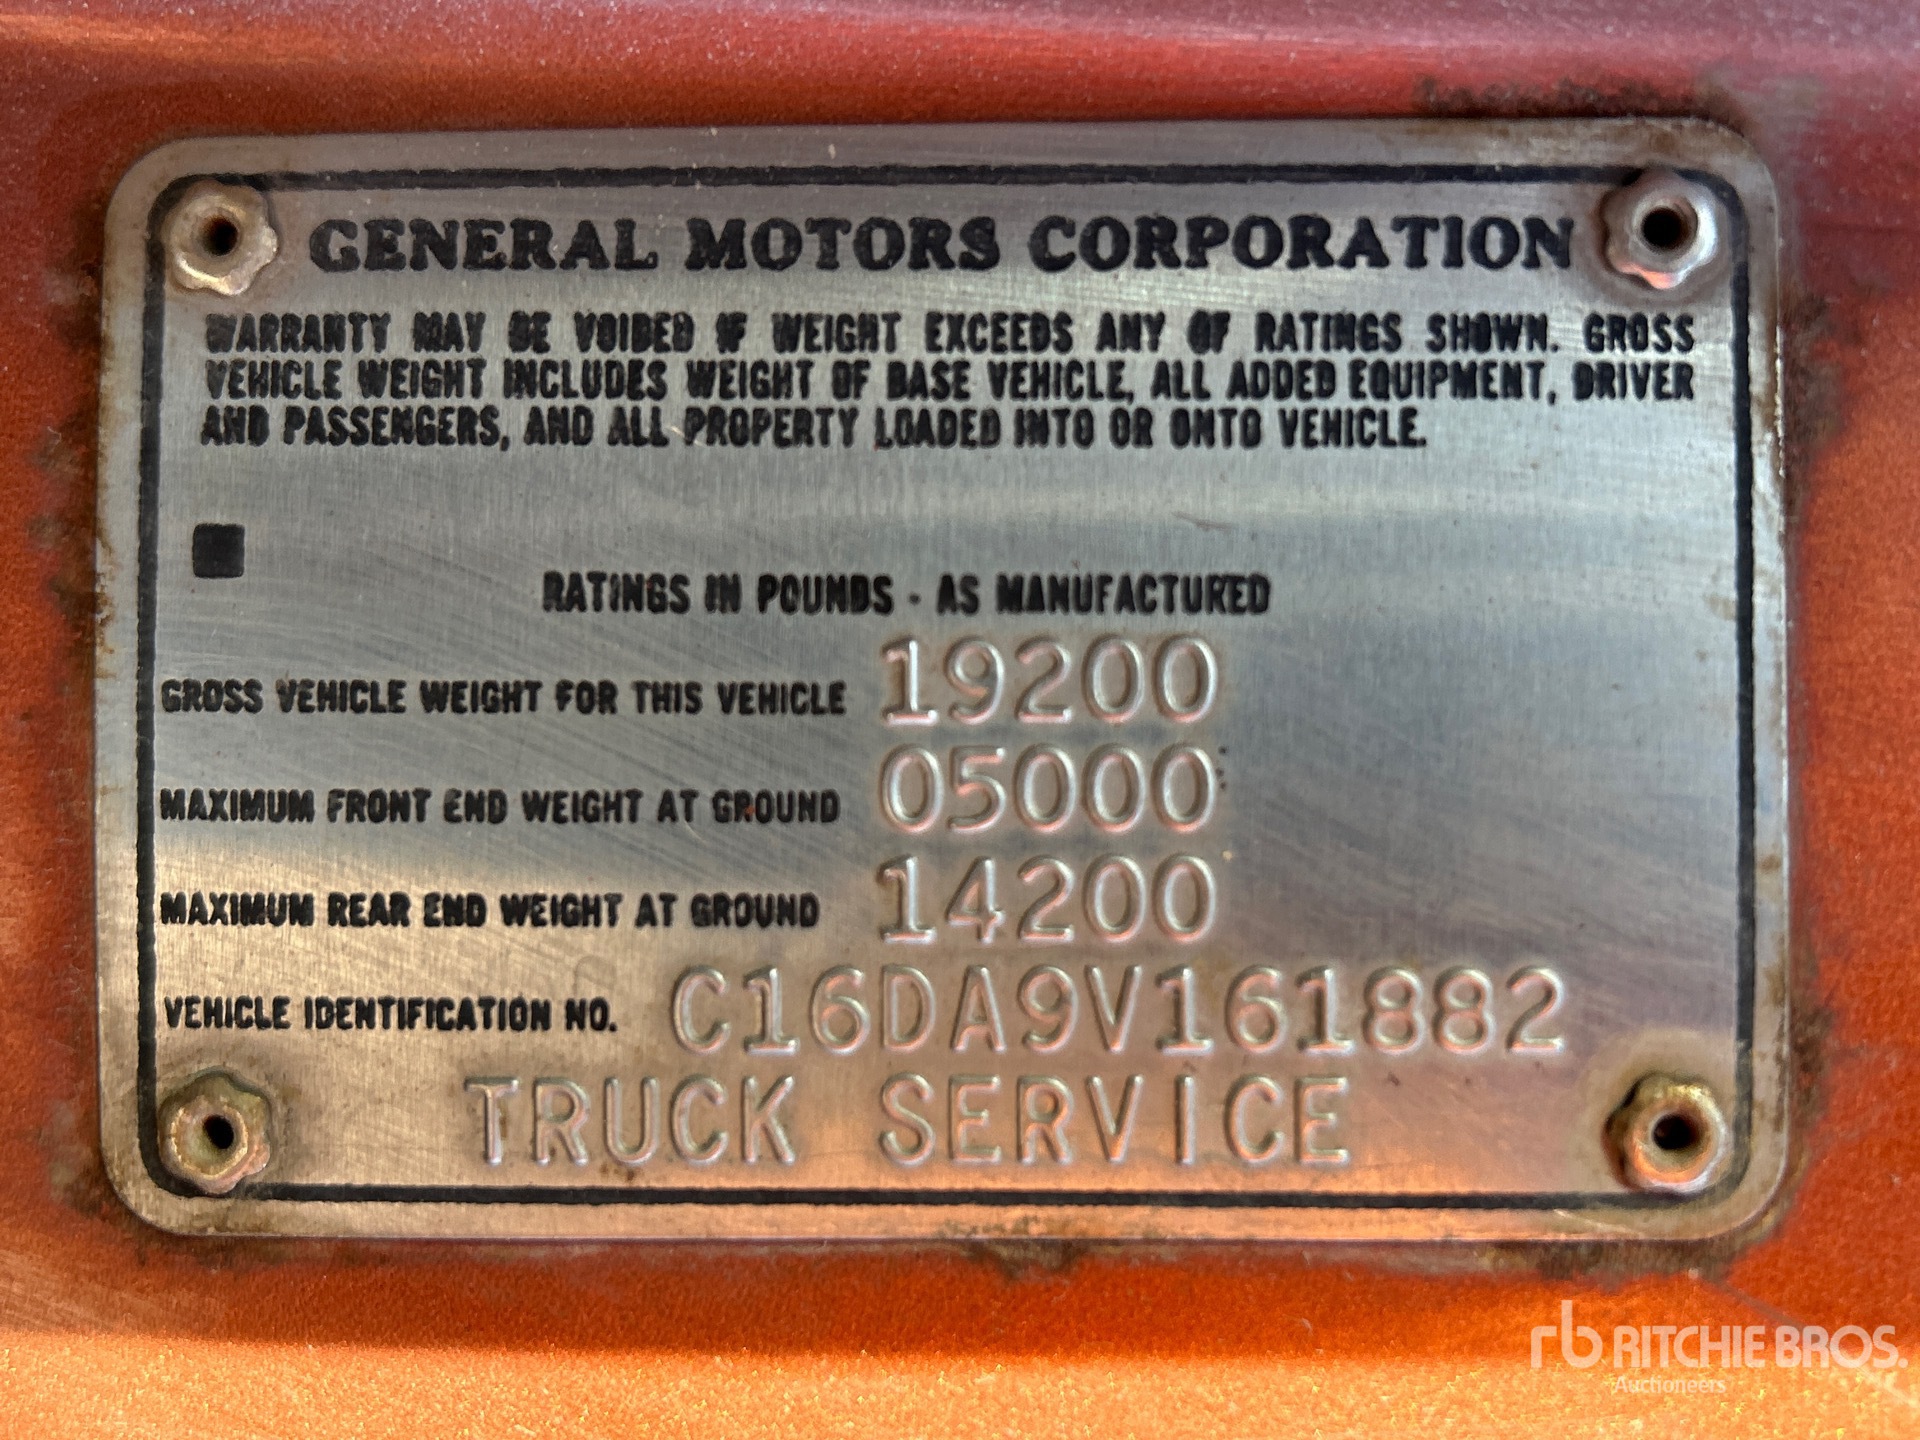 GENERAL MOTORS CORPORATION
WARRANTY MAY BE VOIDED IF WEIGHT EXCEEDS ANY OF RATINGS SHOWN. GROSS
VEHICLE WEIGHT INCLUDES WEIGHT OF BASE VEHICLE, ALL ADDED EQUIPMENT, DRIVER
AND PASSENGERS, AND ALL PROPERTY LOADED INTO OR ONTO VEHICLE.
RATINGS IN POUNDS - AS MANUFACTURED
GROSS VEHICLE WEIGHT FOR THIS VEHICLE 19200
MAXIMUM FRONT END WEIGHT AT GROUND 05000
MAXIMUM REAR END WEIGHT AT GROUND 14200
VEHICLE IDENTIFICATION NO. C16DA9V161882
TRUCK SERVICE
rb RITCHIE BROS.
Auctioneers